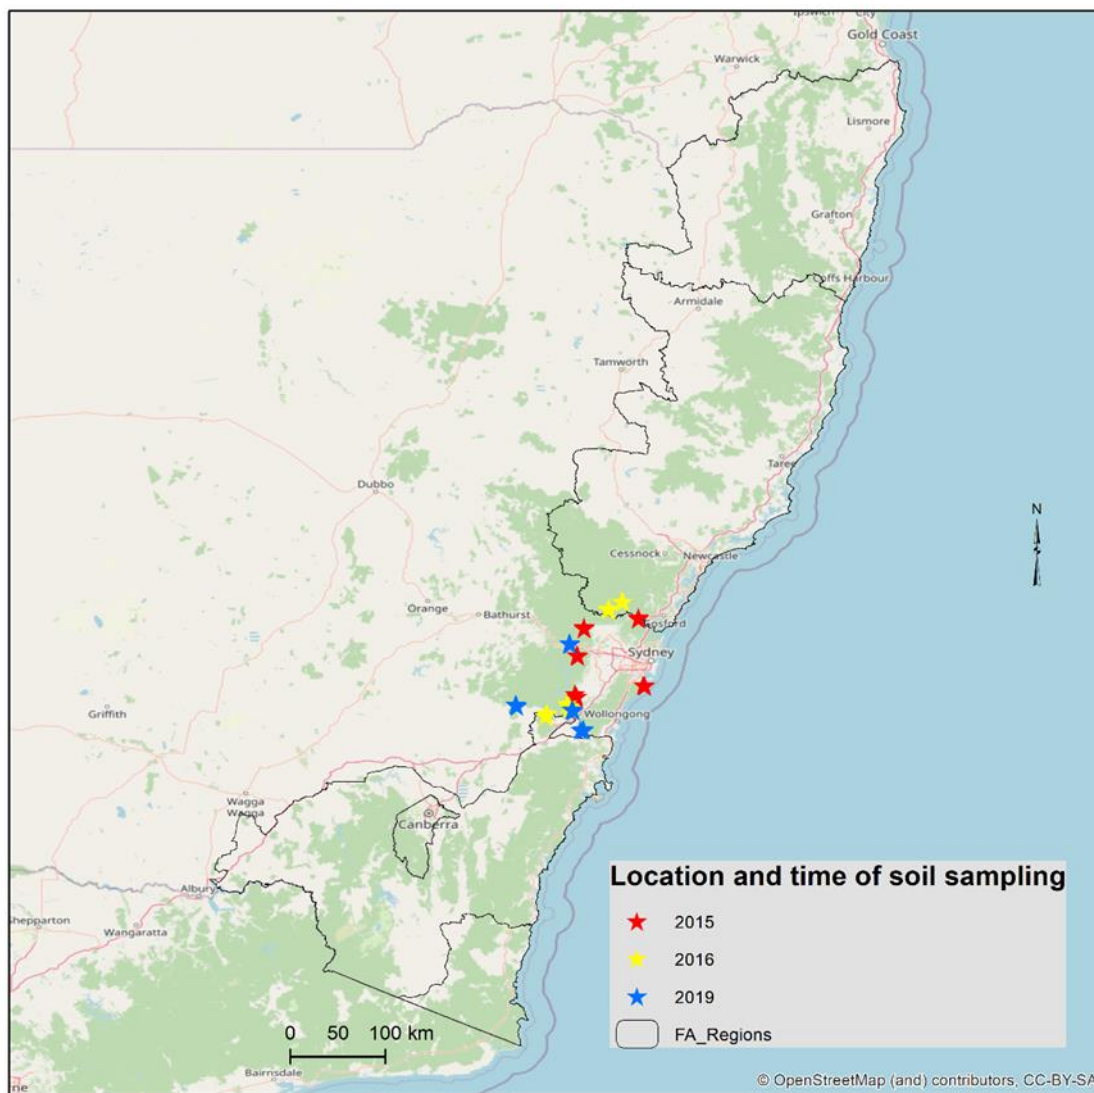 City
Gold Coast
Warwick
Lismore
Grafton
Coffs Harbour
Armidale
Tamworth
Taree
Dubbo
N
Cessnock
Newcastle
Orange
Bathurst
Gosford
Sydney
Griffith
Wollongong
Wagga
Wagga
Canberra
Albury
Location and time of soil sampling
Shepparton
2015
Wangaratta
2016
2019
0 50 100 km
FA_Regions
Bairnsdale
ne
© OpenStreetMap (and) contributors, CC-BY-SA